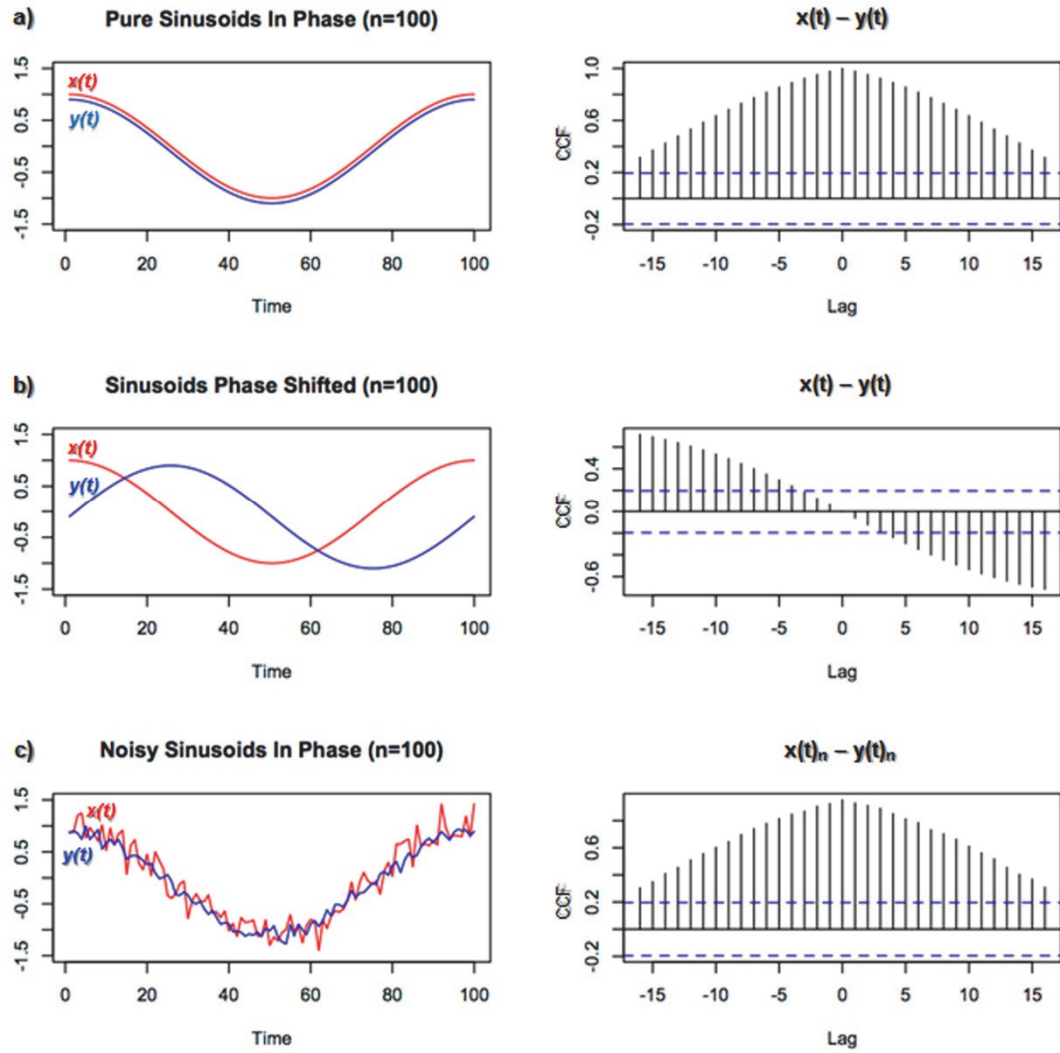 a) Pure Sinusoids In Phase (n=100)
x(t) – y(t)
1.5
0.5
-0.5
-1.5
x(t)
y(t)
0 20 40 60 80 100
Time
CCF
1.0
0.6
0.2
-0.2
-15 -10 -5 0 5 10 15
Lag
b) Sinusoids Phase Shifted (n=100)
x(t) – y(t)
1.5
0.5
-0.5
-1.5
x(t)
y(t)
0 20 40 60 80 100
Time
CCF
0.4
0.0
-0.6
-15 -10 -5 0 5 10 15
Lag
c) Noisy Sinusoids In Phase (n=100)
x(t)n – y(t)n
1.5
0.5
-0.5
-1.5
x(t)
y(t)
0 20 40 60 80 100
Time
CCF
0.6
0.2
-0.2
-15 -10 -5 0 5 10 15
Lag